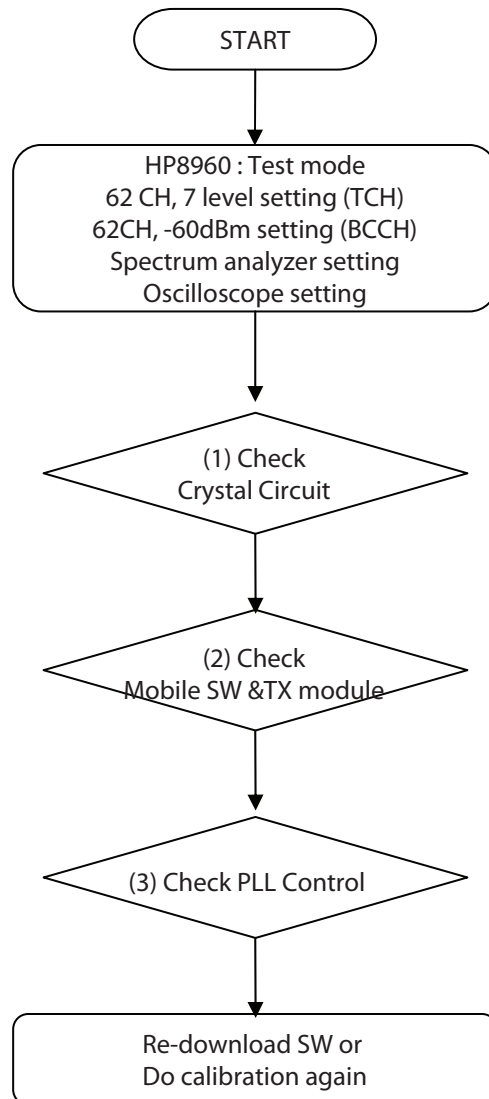 START
HP8960 : Test mode
62 CH, 7 level setting (TCH)
62CH, -60dBm setting (BCCH)
Spectrum analyzer setting
Oscilloscope setting
(1) Check
Crystal Circuit
(2) Check
Mobile SW &TX module
(3) Check PLL Control
Re-download SW or
Do calibration again